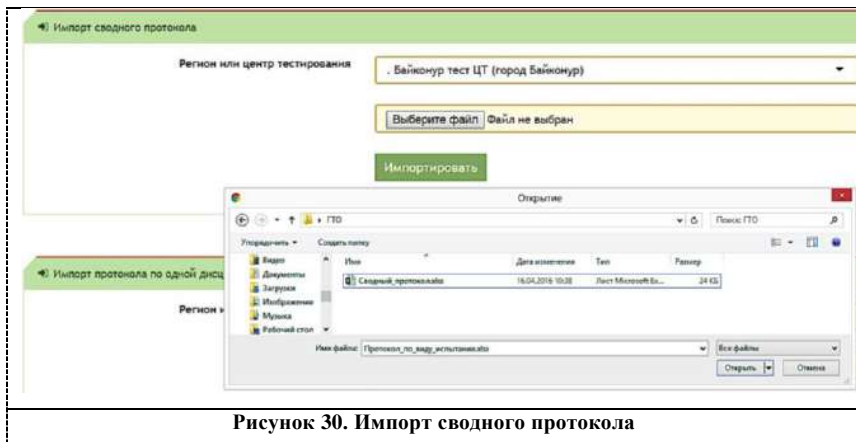 Импорт сводного протокола
Регион или центр тестирования
. Байконур тест ЦТ (город Байконур)
Выберите файл Файл не выбран
Импортировать
Открытие
ГТО
Поиск: ГТО
Упорядочить Создать папку
Видео
Документы
Загрузки
Изображения
Музыка
Рабочий стол
Имя Дата изменения Тип Размер
Сводный_протокол.xlsx 16.04.2016 10:38 Лист Microsoft Ex... 24 КБ
Импорт протокола по одной дисц
Регион и
Имя файла: Протокол_по_виду_испытания.xlsx Все файлы
Открыть Отмена
Рисунок 30. Импорт сводного протокола